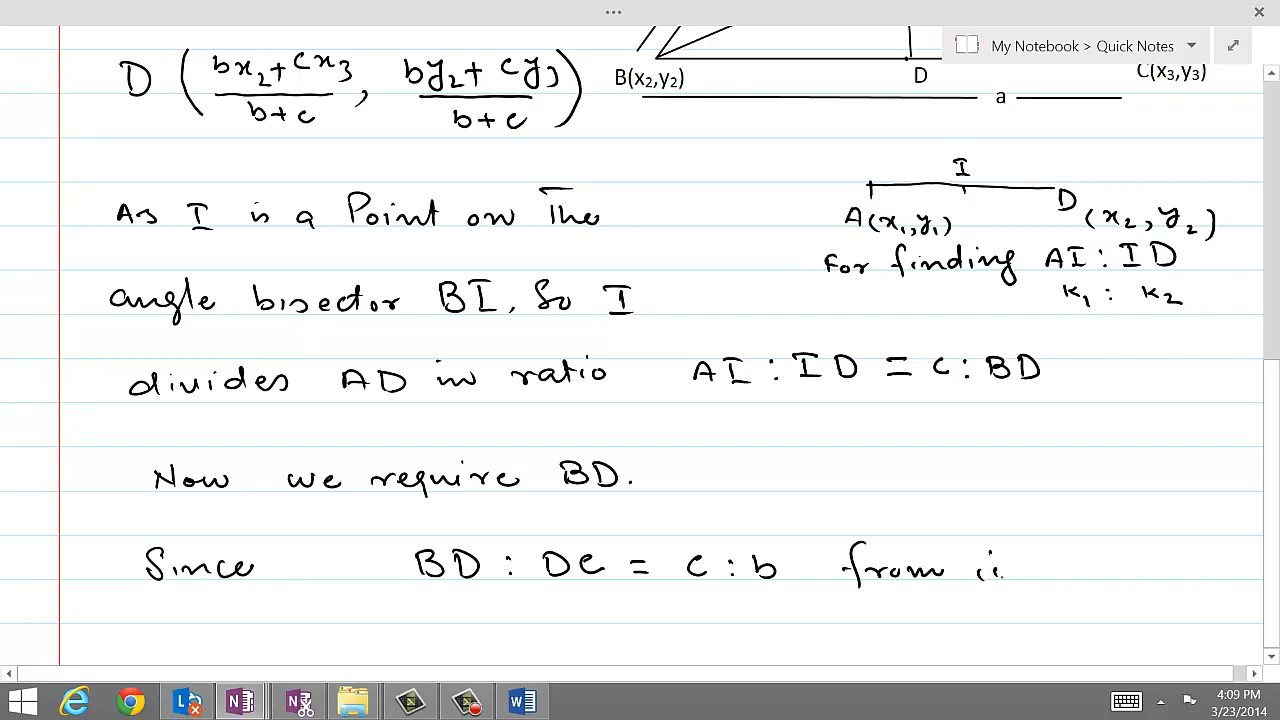 My Notebook > Quick Notes
D ( bx₂+cx₃ / b+c , by₂+cy₃ / b+c )
B(x₂,y₂) D C(x₃,y₃)
a
As I is a Point on The
angle bisector BI, So I
divides AD in ratio AI : ID = c : BD
I
A(x₁,y₁) D(x₂,y₂)
For finding AI : ID
K₁ : K₂
Now we require BD.
Since BD : DC = c : b from ii
4:09 PM
3/23/2014